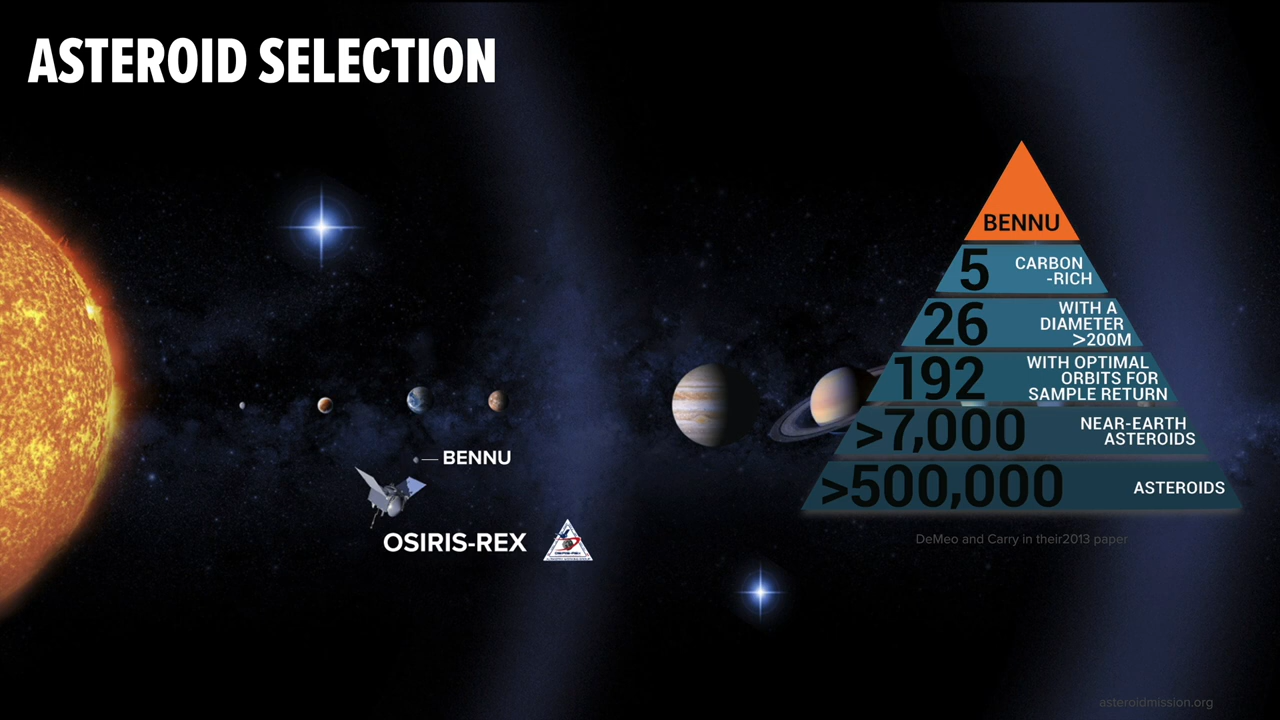 ASTEROID SELECTION
BENNU
OSIRIS-REX
BENNU
5 CARBON
-RICH
26 WITH A
DIAMETER
>200M
192 WITH OPTIMAL
ORBITS FOR
SAMPLE RETURN
>7,000 NEAR-EARTH
ASTEROIDS
>500,000 ASTEROIDS
DeMeo and Carry in their2013 paper
asteroidmission.org